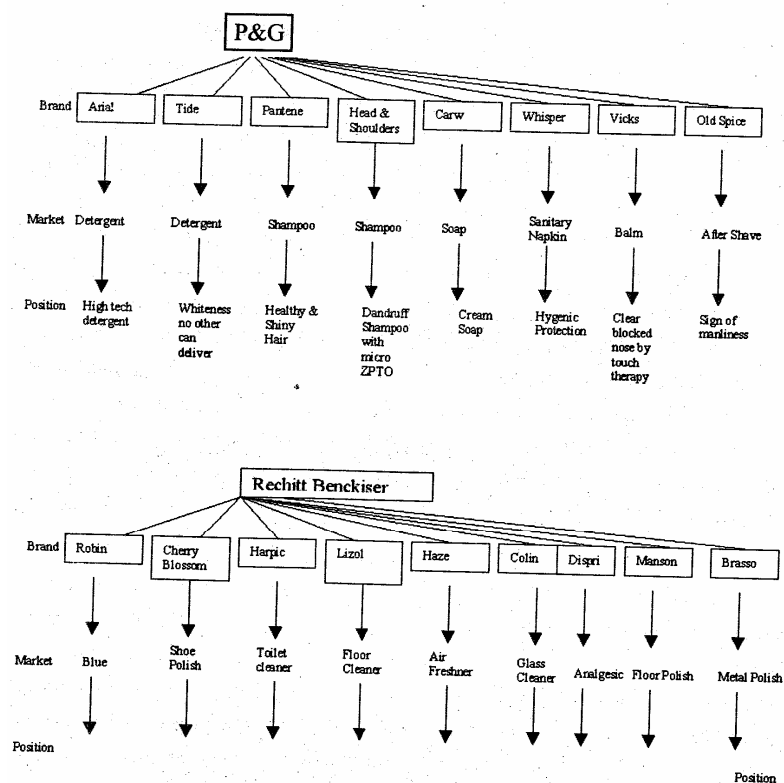 P&G
Brand Arial Tide Pantene Head & Shoulders Carw Whisper Vicks Old Spice
Market Detergent Detergent Shampoo Shampoo Soap Sanitary Napkin Balm After Shave
Position High tech detergent Whiteness no other can deliver Healthy & Shiny Hair Dandruff Shampoo with micro ZPTO Cream Soap Hygenic Protection Clear blocked nose by touch therapy Sign of manliness
Rechitt Benckiser
Brand Robin Cherry Blossom Harpic Lizol Haze Colin Dispri Manson Brasso
Market Blue Shoe Polish Toilet cleaner Floor Cleaner Air Freshner Glass Cleaner Analgesic Floor Polish Metal Polish
Position
Position